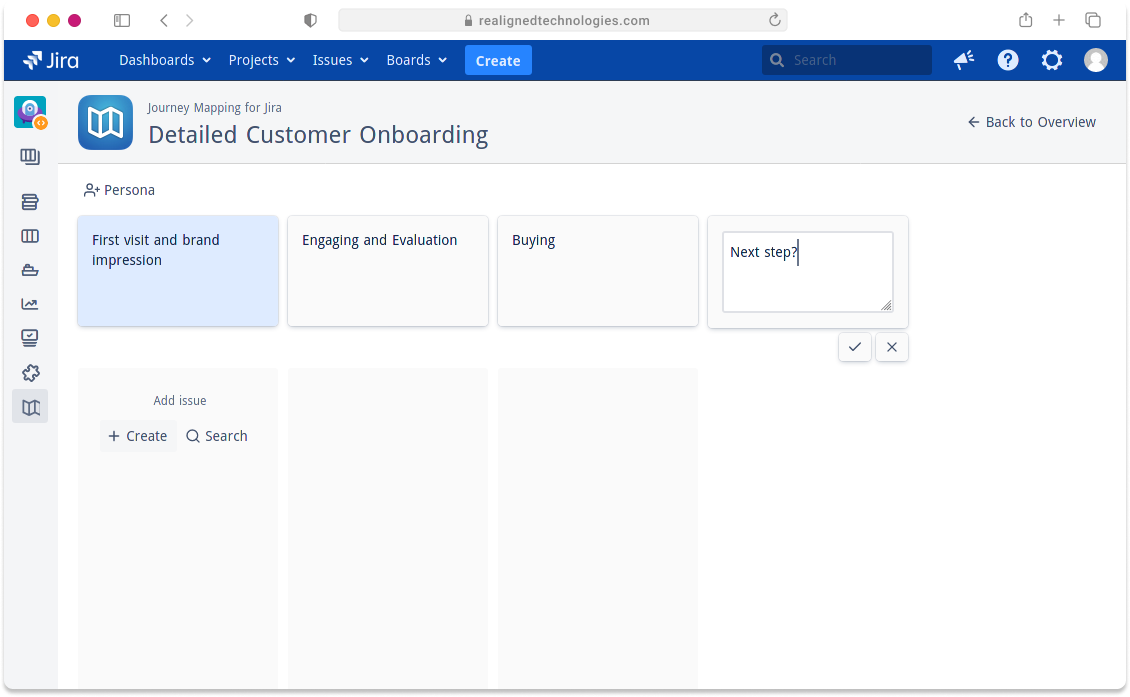 realignedtechnologies.com
Jira Dashboards Projects Issues Boards Create Search
Journey Mapping for Jira
Detailed Customer Onboarding
Back to Overview
Persona
First visit and brand
impression
Engaging and Evaluation
Buying
Next step?
Add issue
Create Search